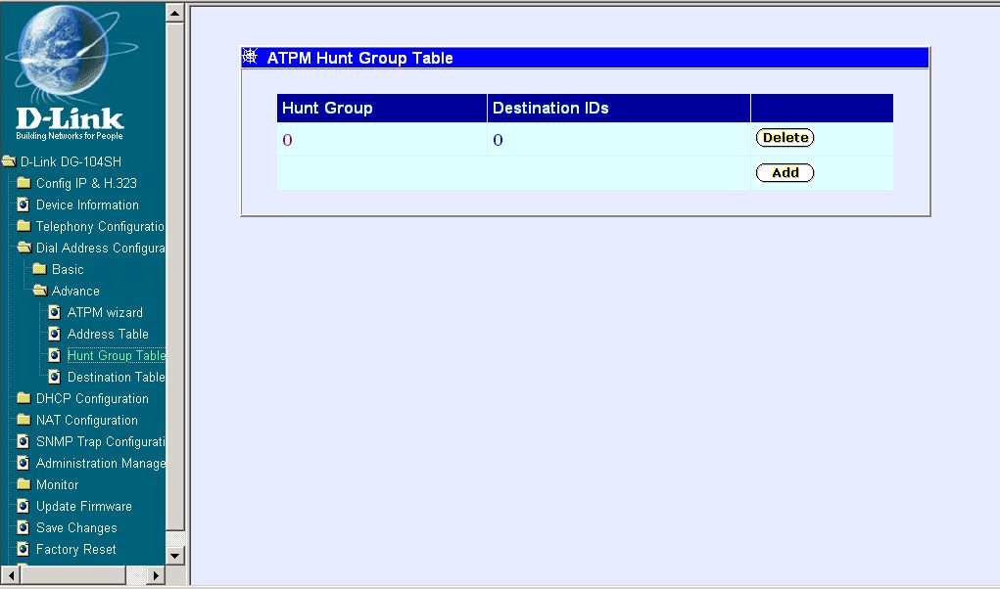 D-Link
Building Networks for People
D-Link DG-104SH
Config IP & H.323
Device Information
Telephony Configuratio
Dial Address Configura
Basic
Advance
ATPM wizard
Address Table
Hunt Group Table
Destination Table
DHCP Configuration
NAT Configuration
SNMP Trap Configurati
Administration Manage
Monitor
Update Firmware
Save Changes
Factory Reset
ATPM Hunt Group Table
Hunt Group Destination IDs
0 0 Delete
Add